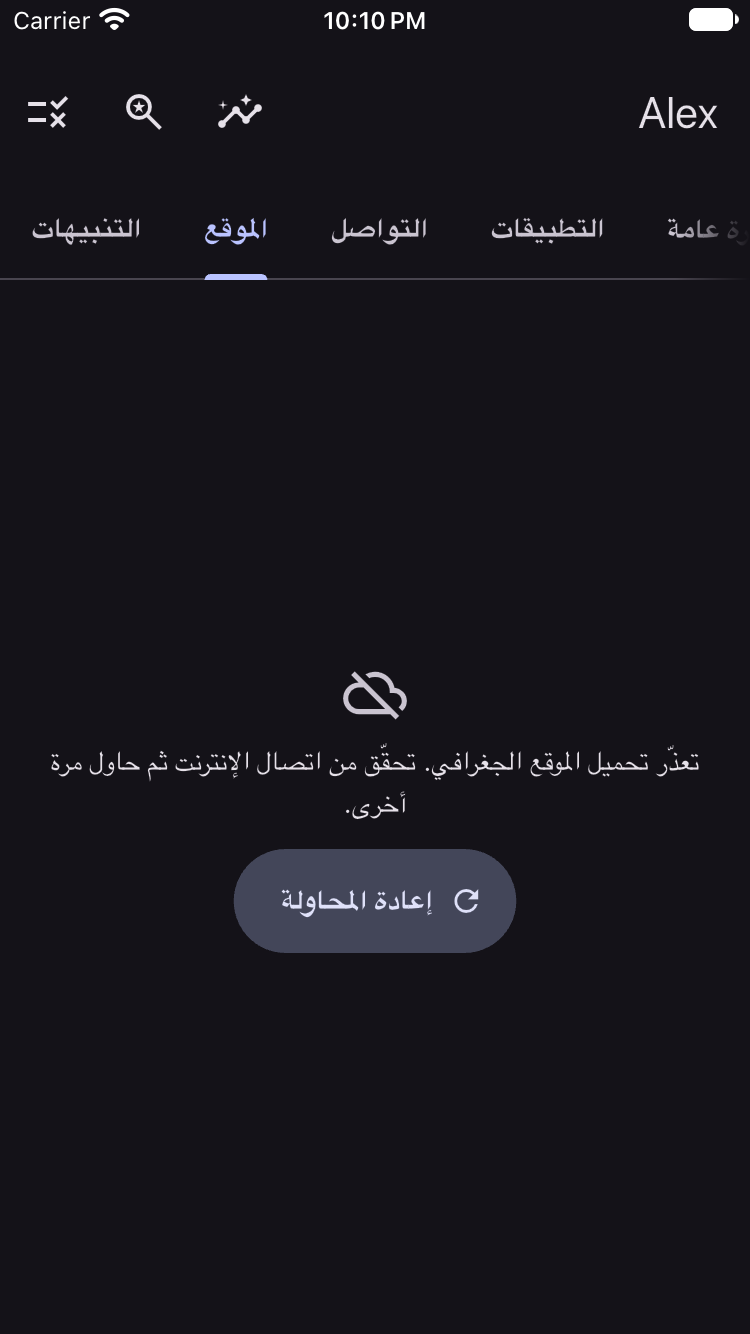 Carrier
10:10 PM
Alex
عامة
التطبيقات
التواصل
الموقع
التنبيهات
تعذّر تحميل الموقع الجغرافي. تحقّق من اتصال الإنترنت ثم حاول مرة
أخرى.
إعادة المحاولة